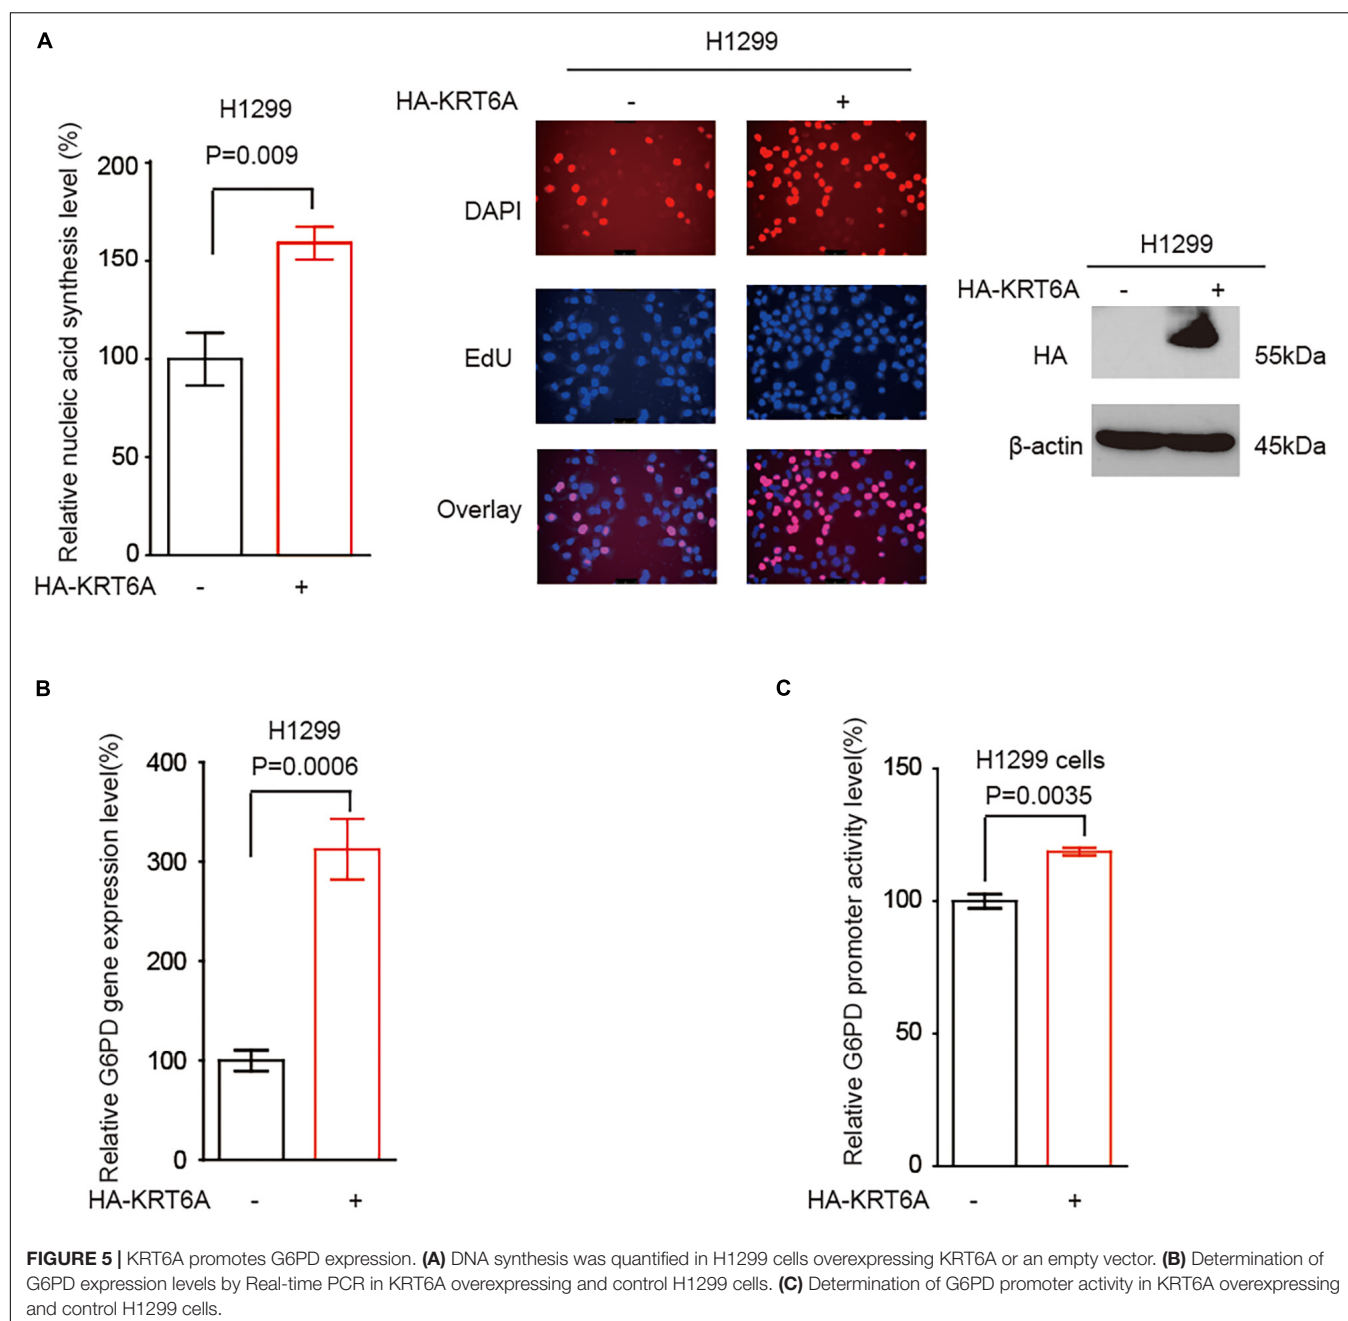 A
H1299
P=0.009
Relative nucleic acid synthesis level (%)
200
150
100
50
0
HA-KRT6A - +
H1299
HA-KRT6A - +
DAPI
EdU
Overlay
H1299
HA-KRT6A - +
HA 55kDa
β-actin 45kDa
B
H1299
P=0.0006
Relative G6PD gene expression level(%)
400
300
200
100
0
HA-KRT6A - +
C
H1299 cells
P=0.0035
Relative G6PD promoter activity level(%)
150
100
50
0
HA-KRT6A - +
FIGURE 5 | KRT6A promotes G6PD expression. (A) DNA synthesis was quantified in H1299 cells overexpressing KRT6A or an empty vector. (B) Determination of
G6PD expression levels by Real-time PCR in KRT6A overexpressing and control H1299 cells. (C) Determination of G6PD promoter activity in KRT6A overexpressing
and control H1299 cells.